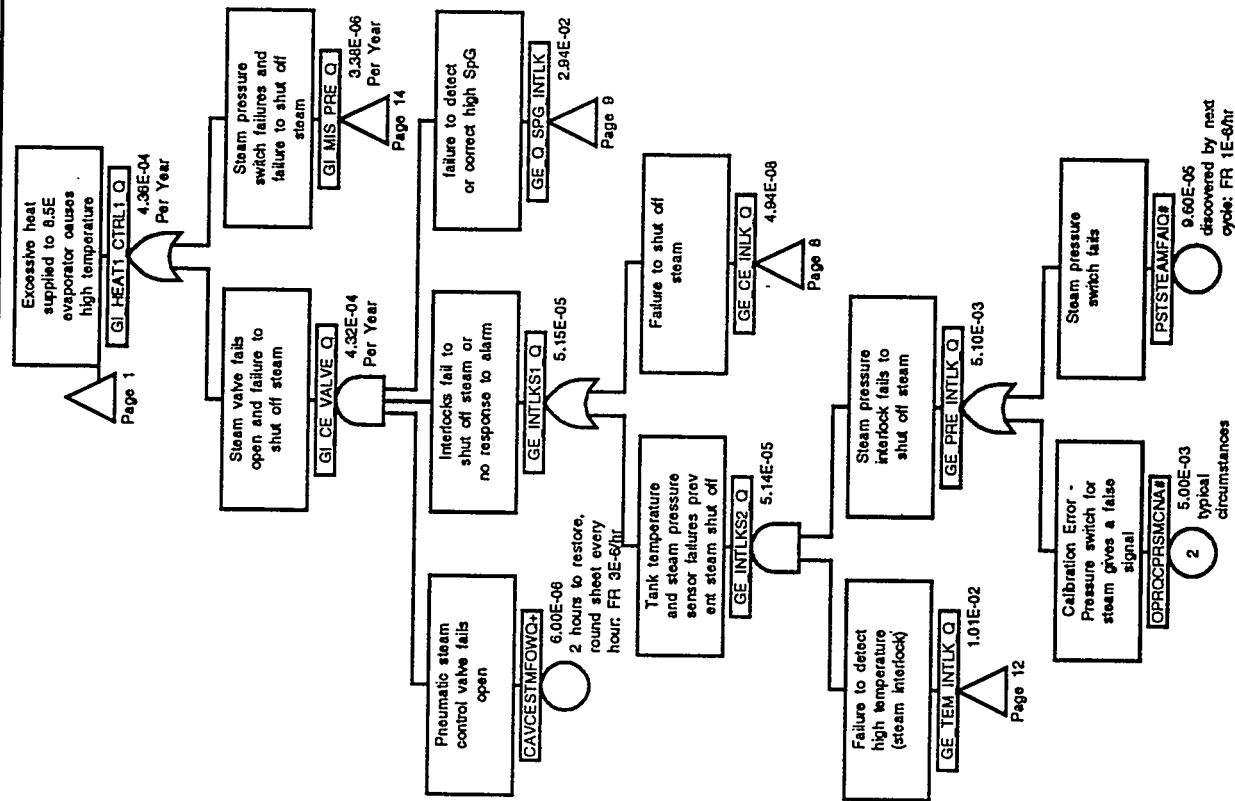 Excessive heat
supplied to 8.5E
evaporator causes
high temperature
GI_HEAT1_CTRL1_Q
4.36E-04
Per Year
Page 1
Steam valve fails
open and failure to
shut off steam
GI_CE_VALVE_Q
4.32E-04
Per Year
Steam pressure
switch failures and
failure to shut off
steam
GI_MIS_PRE_Q
3.38E-06
Per Year
Page 14
Pneumatic steam
control valve fails
open
CAVCESTMFOWQ+
6.00E-06
2 hours to restore,
round sheet every
hour: FR 3E-6/hr
Interlocks fail to
shut off steam or
no response to alarm
GE_INTLKS1_Q
5.15E-05
failure to detect
or correct high SpG
GE_Q_SPG_INTLK
2.94E-02
Page 9
Tank temperature
and steam pressure
sensor failures prev
ent steam shut off
GE_INTLKS2_Q
5.14E-05
Failure to shut off
steam
GE_CE_INLK_Q
4.94E-08
Page 8
Failure to detect
high temperature
(steam interlock)
GE_TEM_INTLK_Q
1.01E-02
Page 12
Steam pressure
interlock fails to
shut off steam
GE_PRE_INTLK_Q
5.10E-03
Calibration Error -
Pressure switch for
steam gives a false
signal
OPRQCPRSMCNA#
2
5.00E-03
typical
circumstances
Steam pressure
switch fails
PSTSTEAMFAIQ#
9.60E-05
discovered by next
cycle: FR 1E-6/hr